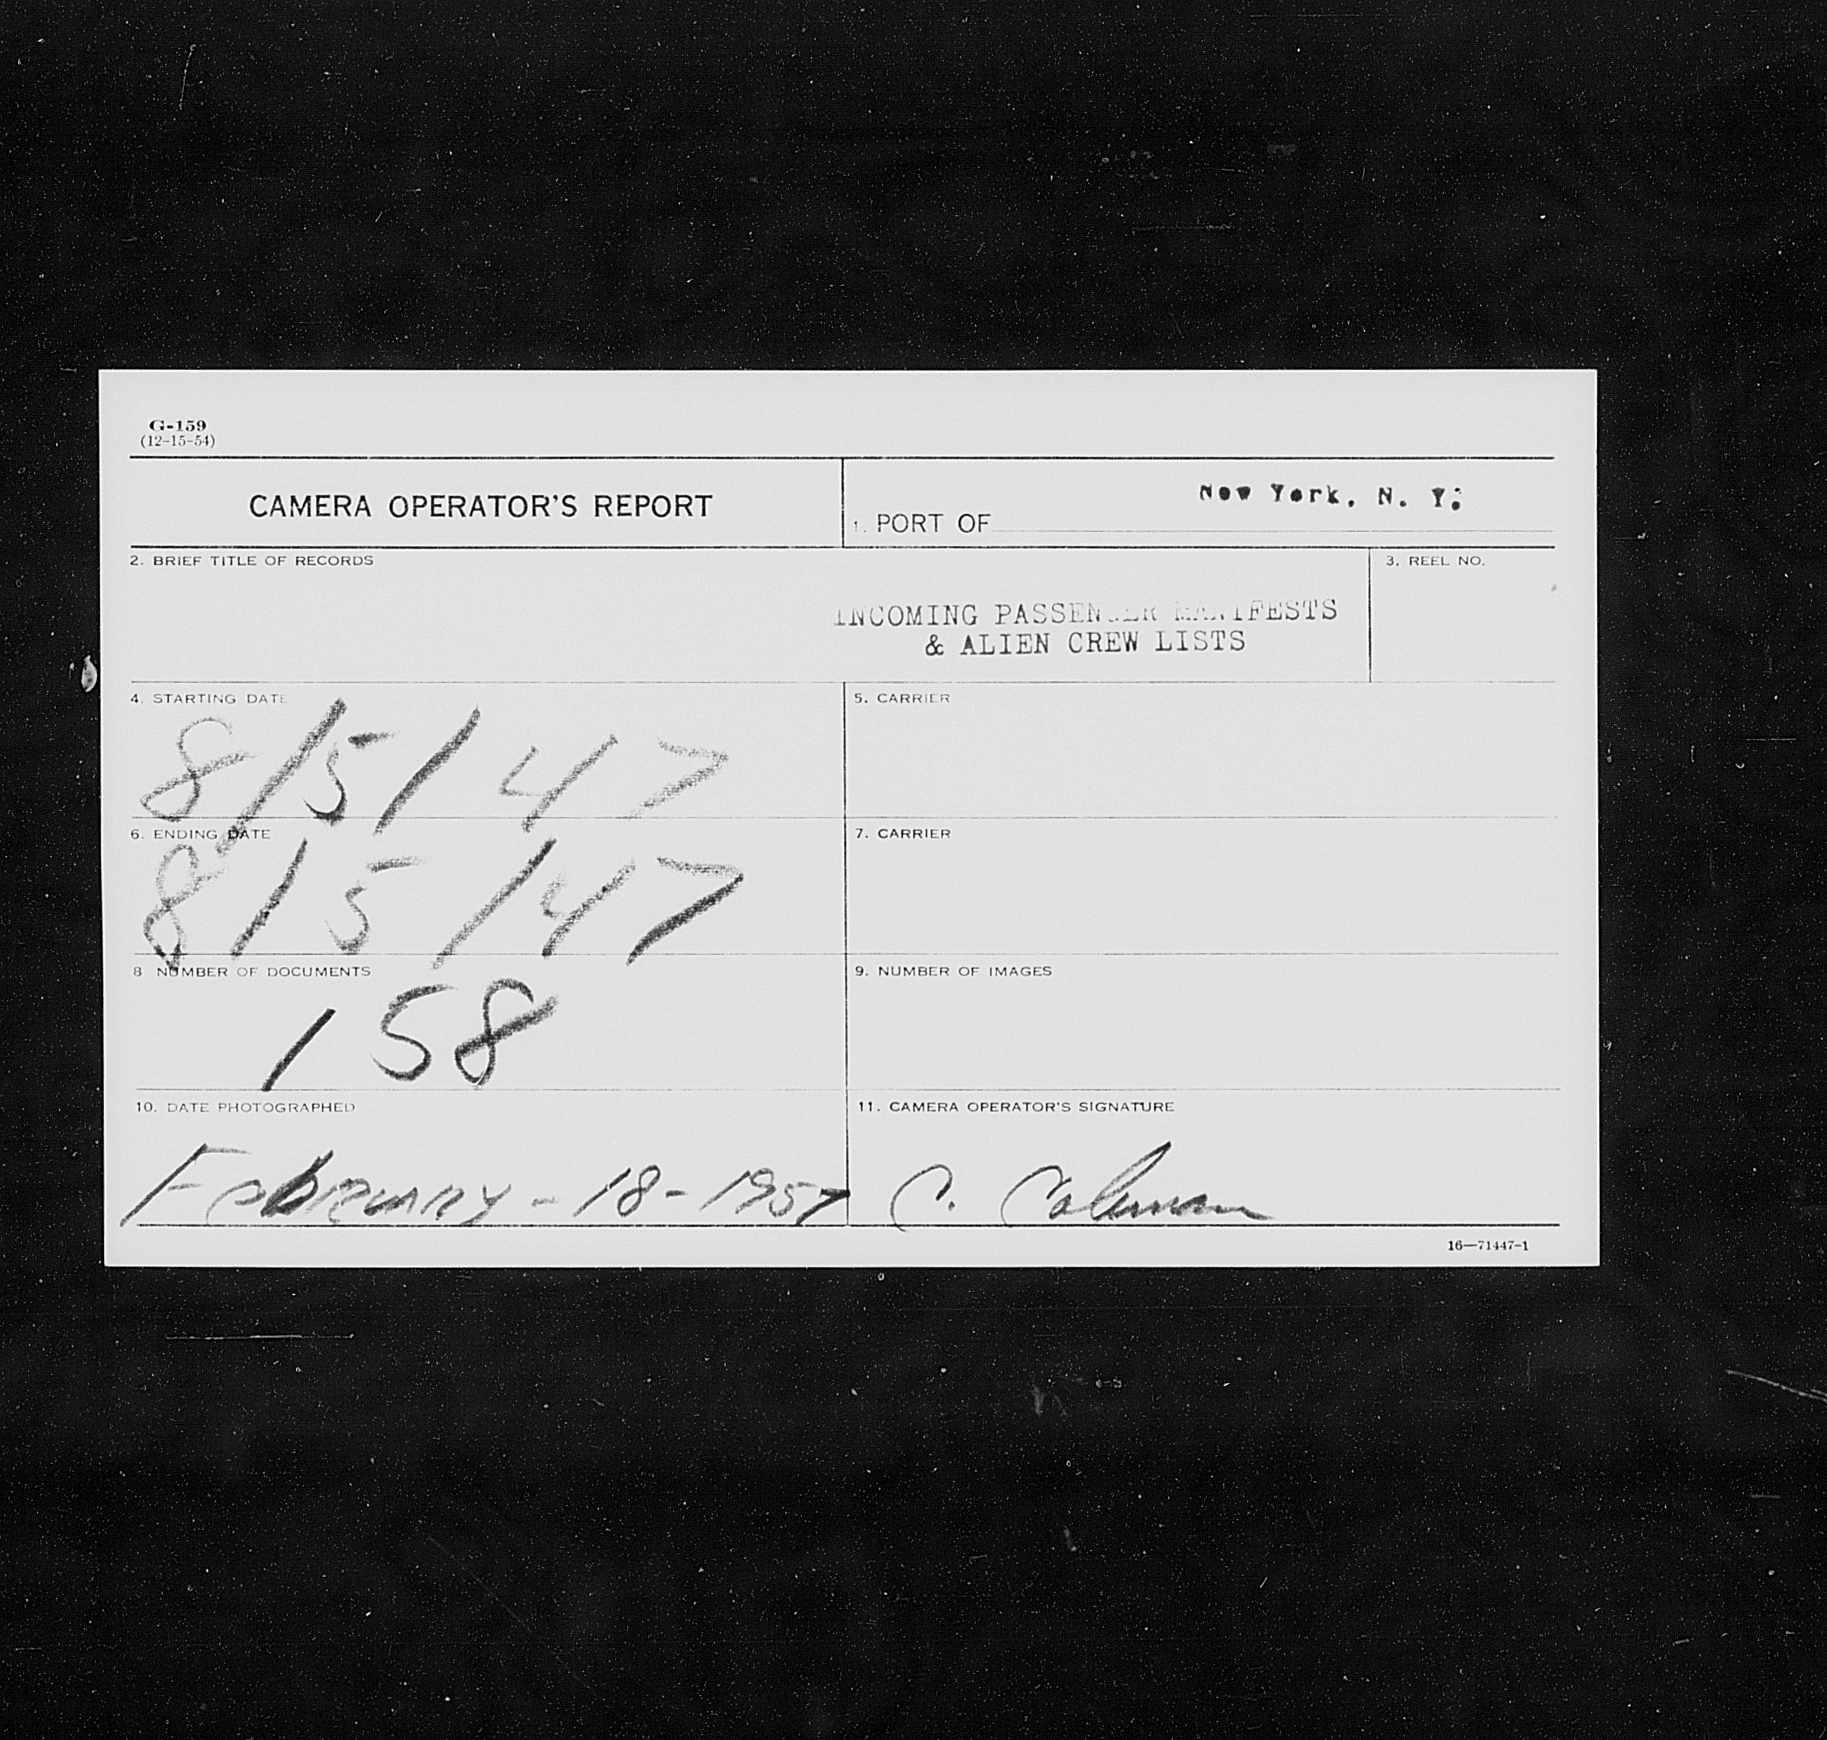 G-159
(12-15-54)
CAMERA OPERATOR'S REPORT
1. PORT OF New York, N. Y.
2. BRIEF TITLE OF RECORDS
3. REEL NO.
INCOMING PASSENGER MANIFESTS
& ALIEN CREW LISTS
4. STARTING DATE
8/5/47
5. CARRIER
6. ENDING DATE
8/5/47
7. CARRIER
8 NUMBER OF DOCUMENTS
158
9. NUMBER OF IMAGES
10. DATE PHOTOGRAPHED
February - 18 - 1957
11. CAMERA OPERATOR'S SIGNATURE
C. Coleman
16—71447-1